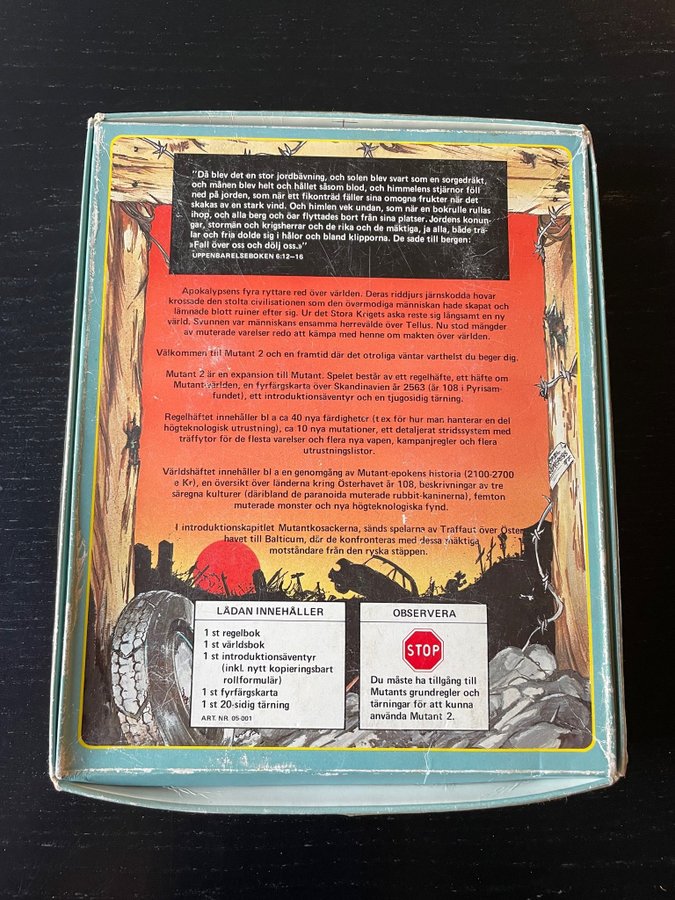 "Då blev det en stor jordbävning, och solen blev svart som en sorgedräkt,
och månen blev helt och hållet såsom blod, och himmelens stjärnor föll
ned på jorden, som när ett fikonträd fäller sina omogna frukter när det
skakas av en stark vind. Och himlen vek undan, som när en bokrulle rullas
ihop, och alla berg och öar flyttades bort från sina platser. Jordens konun-
gar, stormän och krigsherrar och de rika och de mäktiga, ja alla, både trä-
lar och fria dolde sig i hålor och bland klipporna. De sade till bergen:
»Fall över oss och dölj oss.»"
UPPENBARELSEBOKEN 6:12—16
Apokalypsens fyra ryttare red över världen. Deras riddjurs järnskodda hovar
krossade den stolta civilisationen som den övermodiga människan hade skapat och
lämnade blott ruiner efter sig. Ur det Stora Krigets aska reste sig långsamt en ny
värld. Svunnen var människans ensamma herrevälde över Tellus. Nu stod mängder
av muterade varelser redo att kämpa med henne om makten över världen.
Välkommen till Mutant 2 och en framtid där det otroliga väntar varthelst du beger dig.
Mutant 2 är en expansion till Mutant. Spelet består av ett regelhäfte, ett häfte om
Mutant-världen, en fyrfärgskarta över Skandinavien år 2563 (år 108 i Pyrisam-
fundet), ett introduktionsäventyr och en tjugosidig tärning.
Regelhäftet innehåller bl a ca 40 nya färdigheter (t ex för hur man hanterar en del
högteknologisk utrustning), ca 10 nya mutationer, ett detaljerat stridssystem med
träffytor för de flesta varelser och flera nya vapen, kampanjregler och flera
utrustningslistor.
Världshäftet innehåller bl a en genomgång av Mutant-epokens historia (2100-2700
e Kr), en översikt över länderna kring Österhavet år 108, beskrivningar av tre
säregna kulturer (däribland de paranoida muterade rubbit-kaninerna), femton
muterade monster och nya högteknologiska fynd.
I introduktionskapitlet Mutantkosackerna, sänds spelarna av Träffaut över Öster-
havet till Balticum, där de konfronteras med dessa mäktiga
motståndare från den ryska stäppen.
LÅDAN INNEHÅLLER
1 st regelbok
1 st världsbok
1 st introduktionsäventyr
(inkl. nytt kopieringsbart
rollformulär)
1 st fyrfärgskarta
1 st 20-sidig tärning
ART. NR 05-001
OBSERVERA
STOP
Du måste ha tillgång till
Mutants grundregler och
tärningar för att kunna
använda Mutant 2.